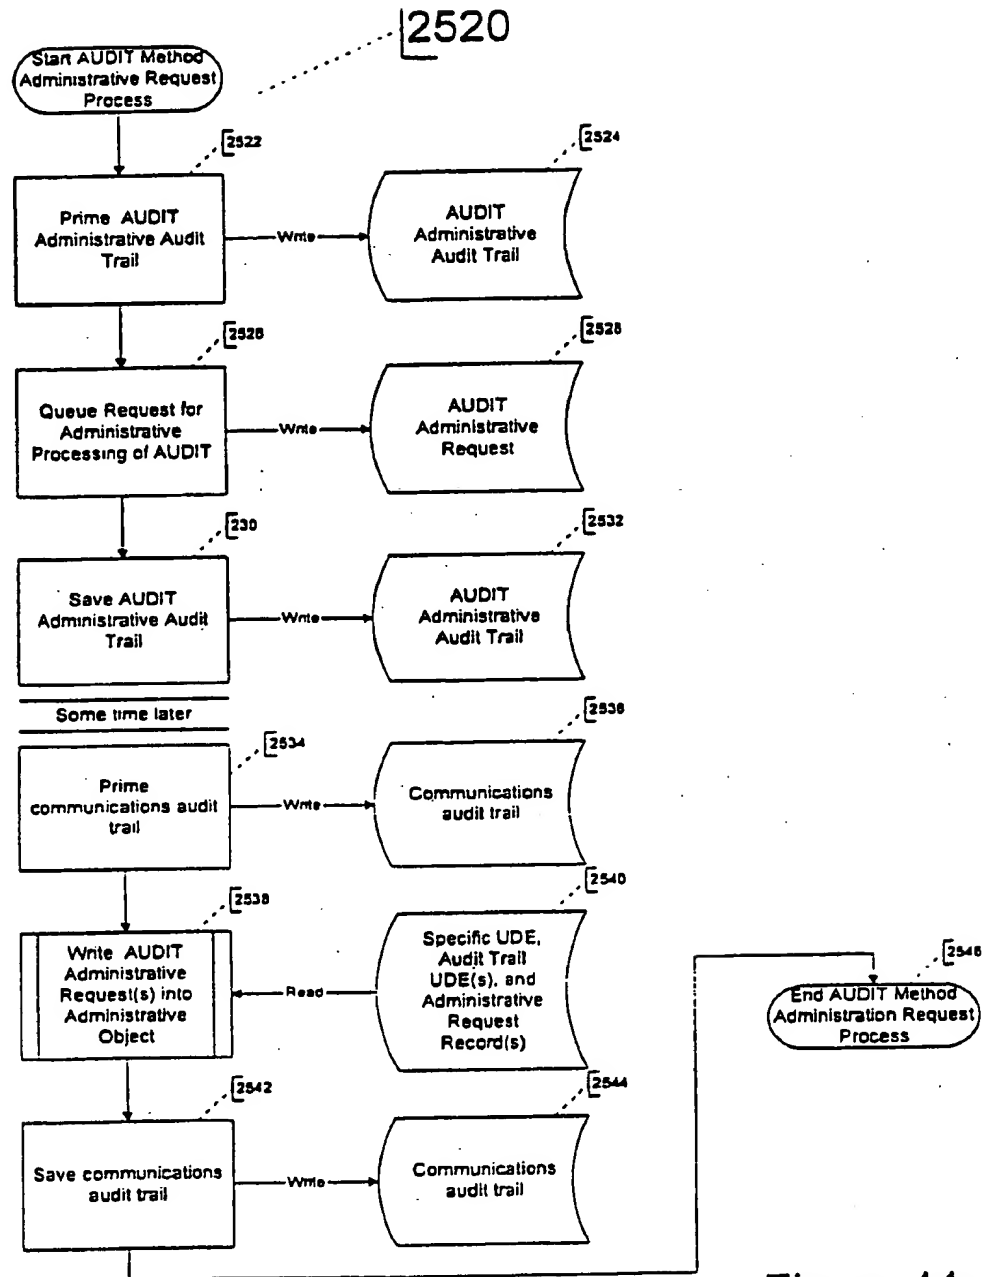 2520
Start AUDIT Method
Administrative Request
Process
2522
Prime AUDIT
Administrative Audit
Trail
Write
2524
AUDIT
Administrative
Audit Trail
2526
Queue Request for
Administrative
Processing of AUDIT
Write
2528
AUDIT
Administrative
Request
230
Save AUDIT
Administrative Audit
Trail
Write
2532
AUDIT
Administrative
Audit Trail
Some time later
2534
Prime
communications audit
trail
Write
2536
Communications
audit trail
2538
Write AUDIT
Administrative
Request(s) into
Administrative
Object
Read
2540
Specific UDE,
Audit Trail
UDE(s), and
Administrative
Request
Record(s)
2542
Save communications
audit trail
Write
2544
Communications
audit trail
2546
End AUDIT Method
Administration Request
Process